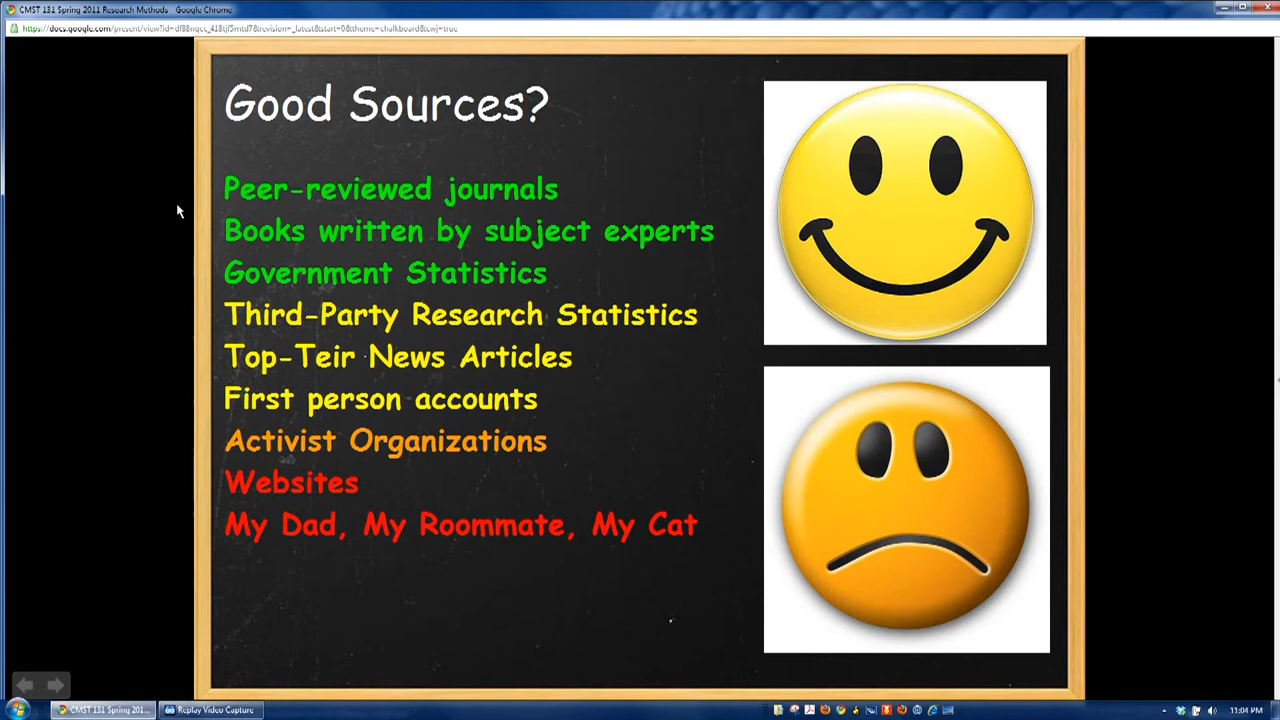 CMST 131 Spring 2011 Research Methods - Google Chrome
Good Sources?
Peer-reviewed journals
Books written by subject experts
Government Statistics
Third-Party Research Statistics
Top-Teir News Articles
First person accounts
Activist Organizations
Websites
My Dad, My Roommate, My Cat
CMST 131 Spring 201...
Replay Video Capture
11:04 PM